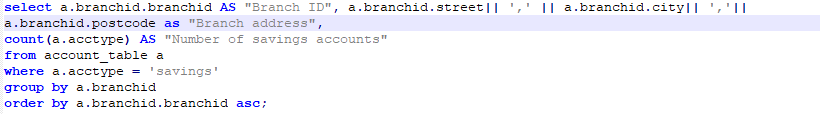 select a.branchid.branchid AS "Branch ID", a.branchid.street|| ',' || a.branchid.city|| ','||
a.branchid.postcode as "Branch address",
count(a.acctype) AS "Number of savings accounts"
from account_table a
where a.acctype = 'savings'
group by a.branchid
order by a.branchid.branchid asc;